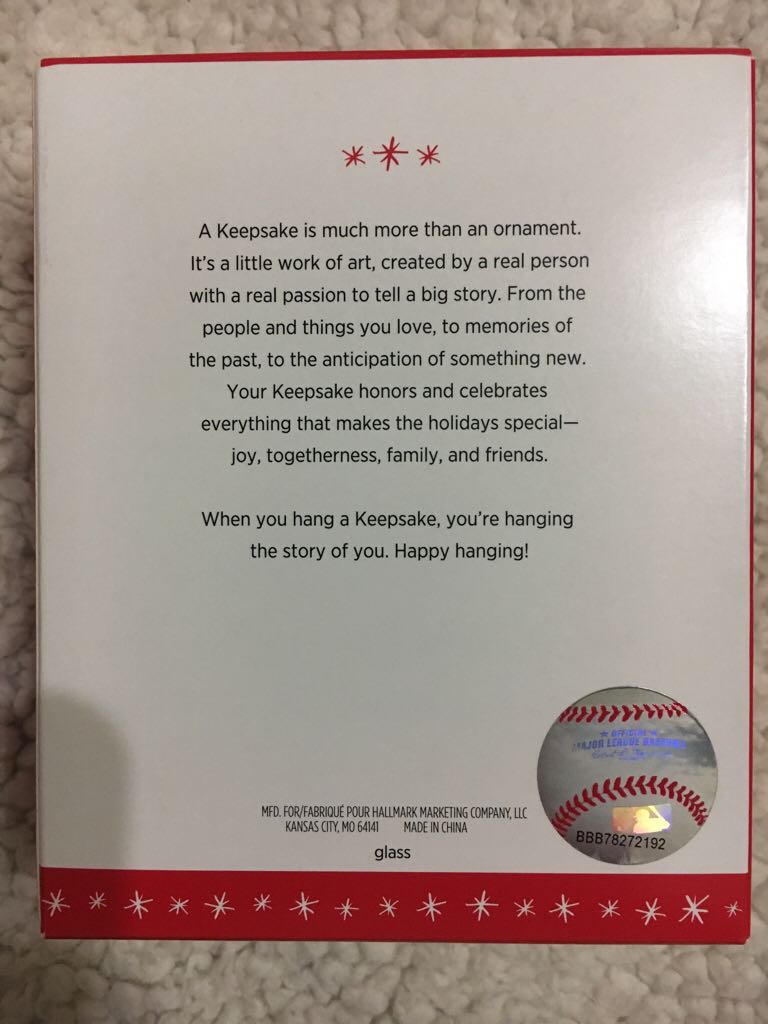 A Keepsake is much more than an ornament.
It's a little work of art, created by a real person
with a real passion to tell a big story. From the
people and things you love, to memories of
the past, to the anticipation of something new.
Your Keepsake honors and celebrates
everything that makes the holidays special—
joy, togetherness, family, and friends.
When you hang a Keepsake, you're hanging
the story of you. Happy hanging!
MFD. FOR/FABRIQUÉ POUR HALLMARK MARKETING COMPANY, LLC
KANSAS CITY, MO 64141 MADE IN CHINA
glass
OFFICIAL
MAJOR LEAGUE BASEBALL
BBB78272192